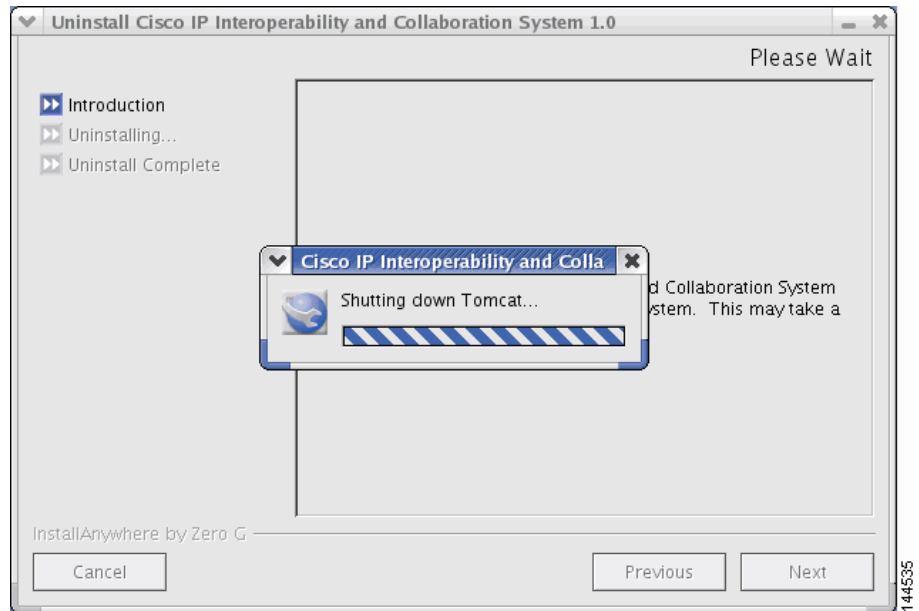 Uninstall Cisco IP Interoperability and Collaboration System 1.0
Please Wait
Introduction
Uninstalling...
Uninstall Complete
Cisco IP Interoperability and Colla
Shutting down Tomcat...
d Collaboration System
stem. This may take a
InstallAnywhere by Zero G
Cancel
Previous
Next
144535